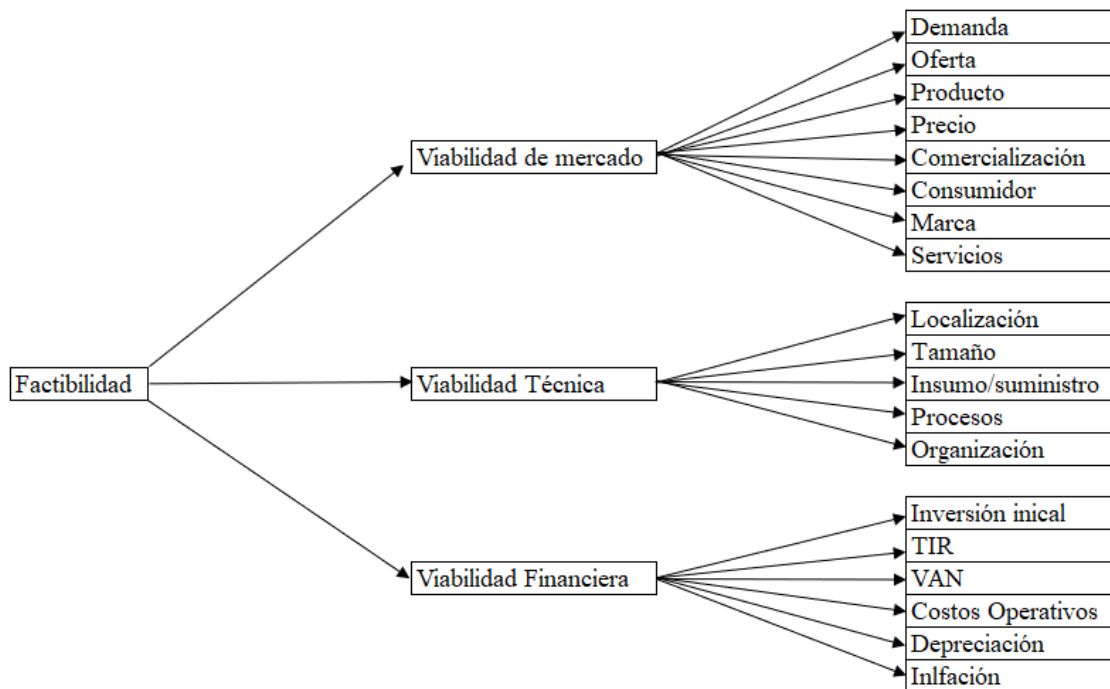 Demanda
Oferta
Producto
Precio
Viabilidad de mercado
Comercialización
Consumidor
Marca
Servicios
Localización
Tamaño
Factibilidad
Viabilidad Técnica
Insumo/suministro
Procesos
Organización
Inversión inical
TIR
Viabilidad Financiera
VAN
Costos Operativos
Depreciación
Inlfación